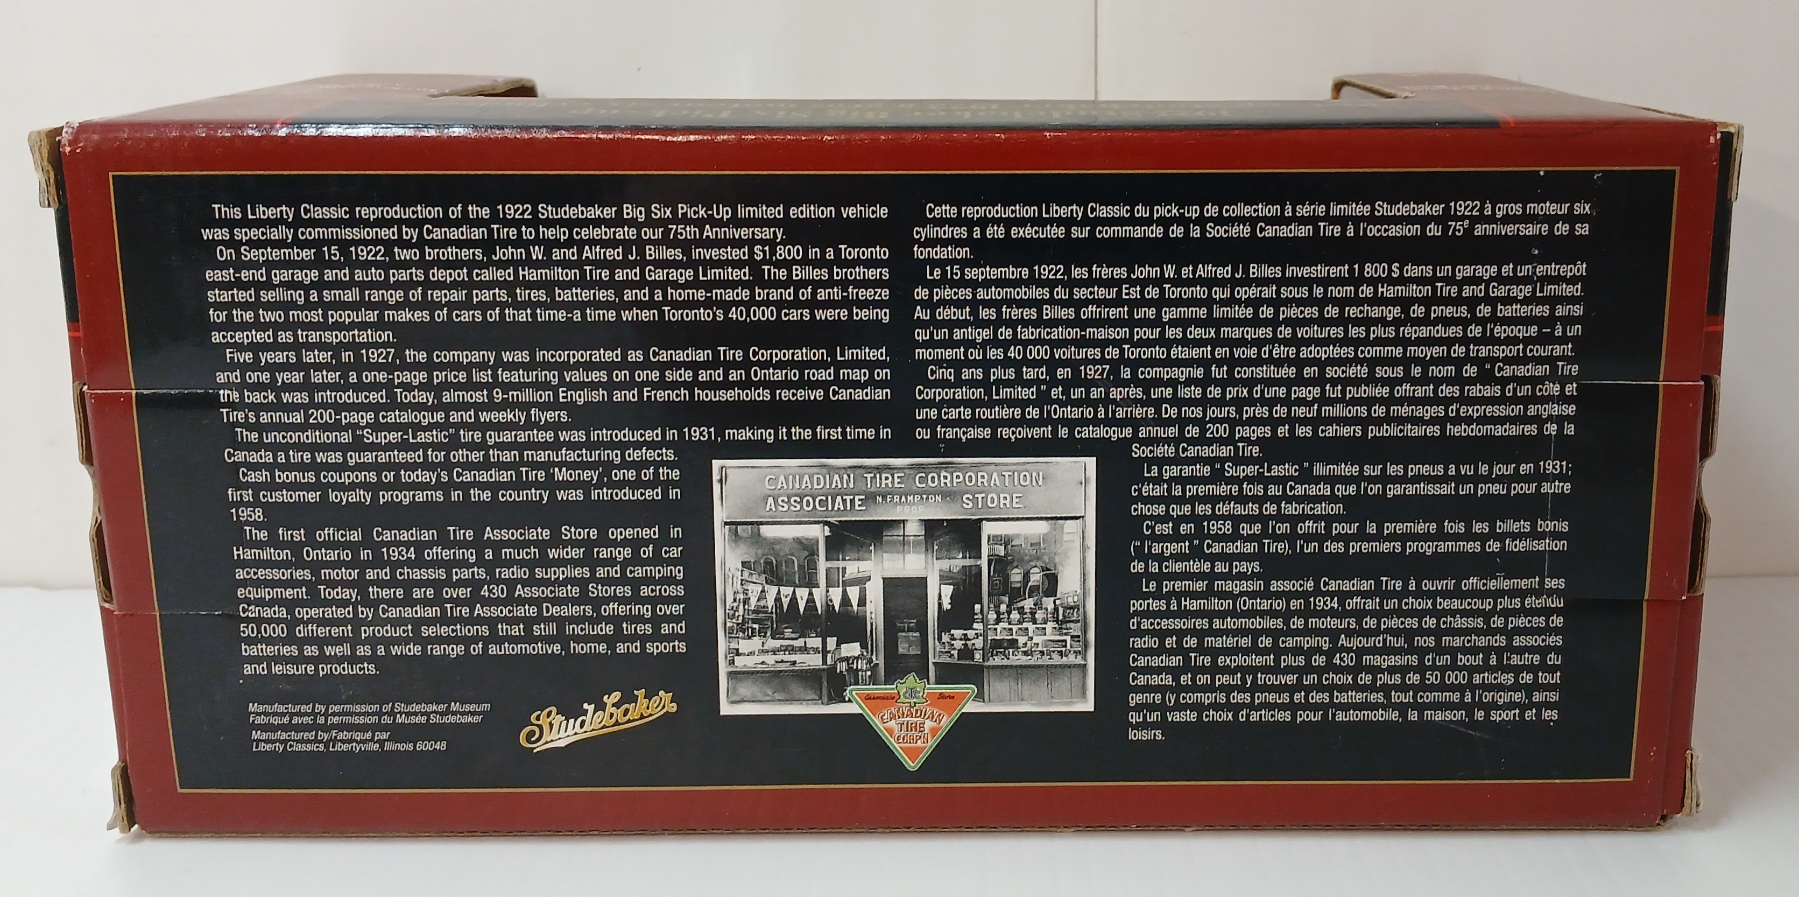 This Liberty Classic reproduction of the 1922 Studebaker Big Six Pick-Up limited edition vehicle
was specially commissioned by Canadian Tire to help celebrate our 75th Anniversary.
On September 15, 1922, two brothers, John W. and Alfred J. Billes, invested $1,800 in a Toronto
east-end garage and auto parts depot called Hamilton Tire and Garage Limited. The Billes brothers
started selling a small range of repair parts, tires, batteries, and a home-made brand of anti-freeze
for the two most popular makes of cars of that time-a time when Toronto's 40,000 cars were being
accepted as transportation.
Five years later, in 1927, the company was incorporated as Canadian Tire Corporation, Limited,
and one year later, a one-page price list featuring values on one side and an Ontario road map on
the back was introduced. Today, almost 9-million English and French households receive Canadian
Tire's annual 200-page catalogue and weekly flyers.
The unconditional "Super-Lastic" tire guarantee was introduced in 1931, making it the first time in
Canada a tire was guaranteed for other than manufacturing defects.
Cash bonus coupons or today's Canadian Tire 'Money', one of the
first customer loyalty programs in the country was introduced in
1958.
The first official Canadian Tire Associate Store opened in
Hamilton, Ontario in 1934 offering a much wider range of car
accessories, motor and chassis parts, radio supplies and camping
equipment. Today, there are over 430 Associate Stores across
Canada, operated by Canadian Tire Associate Dealers, offering over
50,000 different product selections that still include tires and
batteries as well as a wide range of automotive, home, and sports
and leisure products.
Manufactured by permission of Studebaker Museum
Fabriqué avec la permission du Musée Studebaker
Manufactured by/Fabriqué par
Liberty Classics, Libertyville, Illinois 60048
Studebaker
CANADIAN TIRE CORPORATION
ASSOCIATE N. FRAMPTON STORE
PROP
Associate Store
CANADIAN
TIRE
CORP'N
Cette reproduction Liberty Classic du pick-up de collection à série limitée Studebaker 1922 à gros moteur six
cylindres a été exécutée sur commande de la Société Canadian Tire à l'occasion du 75e anniversaire de sa
fondation.
Le 15 septembre 1922, les frères John W. et Alfred J. Billes investirent 1 800 $ dans un garage et un entrepôt
de pièces automobiles du secteur Est de Toronto qui opérait sous le nom de Hamilton Tire and Garage Limited.
Au début, les frères Billes offrirent une gamme limitée de pièces de rechange, de pneus, de batteries ainsi
qu'un antigel de fabrication-maison pour les deux marques de voitures les plus répandues de l'époque – à un
moment où les 40 000 voitures de Toronto étaient en voie d'être adoptées comme moyen de transport courant.
Cinq ans plus tard, en 1927, la compagnie fut constituée en société sous le nom de " Canadian Tire
Corporation, Limited " et, un an après, une liste de prix d'une page fut publiée offrant des rabais d'un côté et
une carte routière de l'Ontario à l'arrière. De nos jours, près de neuf millions de ménages d'expression anglaise
ou française reçoivent le catalogue annuel de 200 pages et les cahiers publicitaires hebdomadaires de la
Société Canadian Tire.
La garantie " Super-Lastic " illimitée sur les pneus a vu le jour en 1931;
c'était la première fois au Canada que l'on garantissait un pneu pour autre
chose que les défauts de fabrication.
C'est en 1958 que l'on offrit pour la première fois les billets bonis
(" l'argent " Canadian Tire), l'un des premiers programmes de fidélisation
de la clientèle au pays.
Le premier magasin associé Canadian Tire à ouvrir officiellement ses
portes à Hamilton (Ontario) en 1934, offrait un choix beaucoup plus étendu
d'accessoires automobiles, de moteurs, de pièces de châssis, de pièces de
radio et de matériel de camping. Aujourd'hui, nos marchands associés
Canadian Tire exploitent plus de 430 magasins d'un bout à l'autre du
Canada, et on peut y trouver un choix de plus de 50 000 articles de tout
genre (y compris des pneus et des batteries, tout comme à l'origine), ainsi
qu'un vaste choix d'articles pour l'automobile, la maison, le sport et les
loisirs.